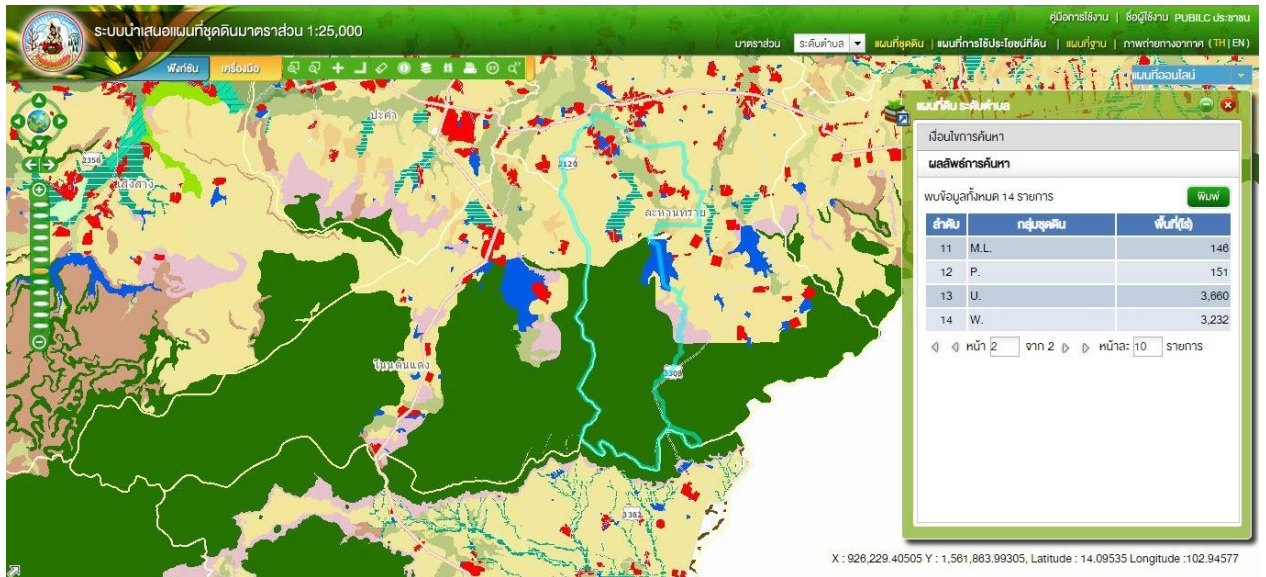 คู่มือการใช้งาน | ชื่อผู้ใช้งาน PUBILC ประชาชน
ระบบนำเสนอแผนที่ชุดดินมาตราส่วน 1:25,000
มาตราส่วน ระดับตำบล แผนที่ชุดดิน | แผนที่การใช้ประโยชน์ที่ดิน | แผนที่ฐาน | ภาพถ่ายทางอากาศ ( TH | EN )
ฟังก์ชัน เครื่องมือ
แผนที่ออนไลน์
แผนที่ดิน ระดับตำบล
เงื่อนไขการค้นหา
ผลลัพธ์การค้นหา
พบข้อมูลทั้งหมด 14 รายการ พิมพ์
ลำดับ กลุ่มชุดดิน พื้นที่(ไร่)
11 M.L. 146
12 P. 151
13 U. 3,660
14 W. 3,232
หน้า 2 จาก 2 หน้าละ 10 รายการ
ปะคำ
2356
2120
เสิงสาง
ละหานทราย
โนนดินแดง
3308
3382
X : 926,229.40505 Y : 1,561,863.99305, Latitude : 14.09535 Longitude :102.94577